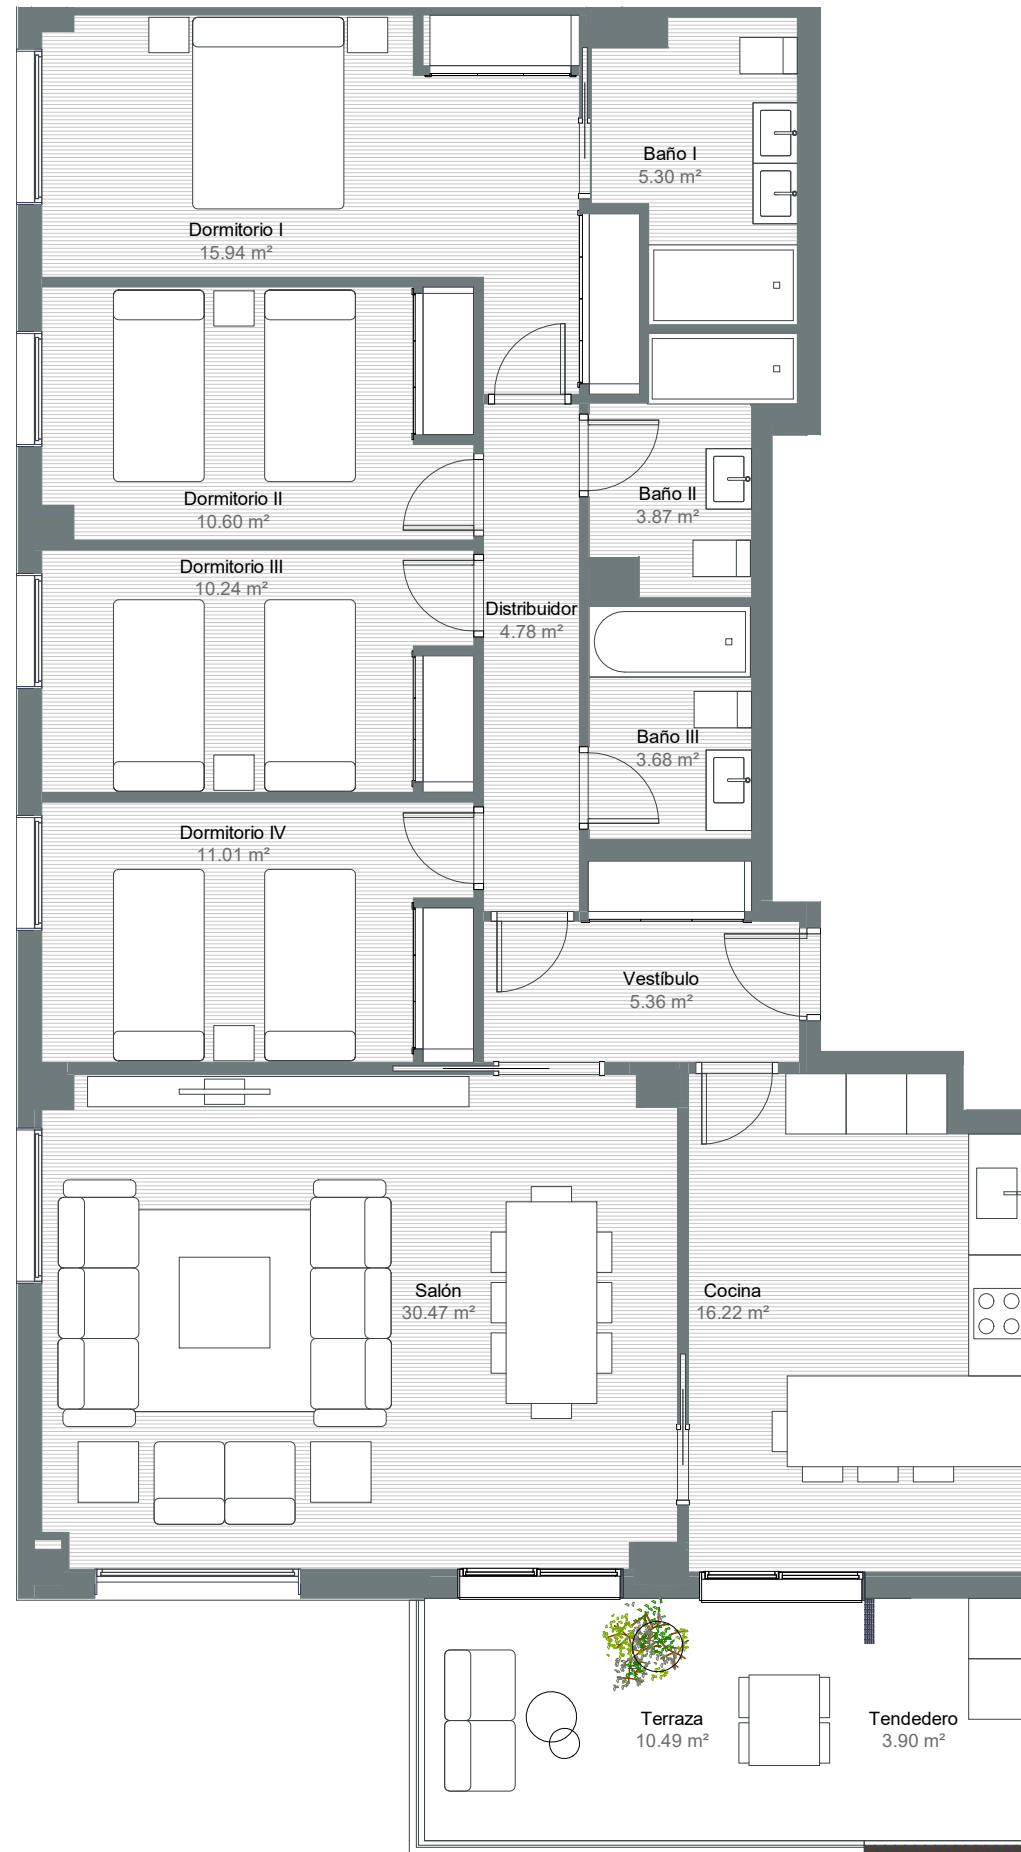 Baño I
5.30 m²
Dormitorio I
15.94 m²
Dormitorio II
10.60 m²
Baño II
3.87 m²
Dormitorio III
10.24 m²
Distribuidor
4.78 m²
Baño III
3.68 m²
Dormitorio IV
11.01 m²
Vestíbulo
5.36 m²
Salón
30.47 m²
Cocina
16.22 m²
Terraza
10.49 m²
Tendedero
3.90 m²